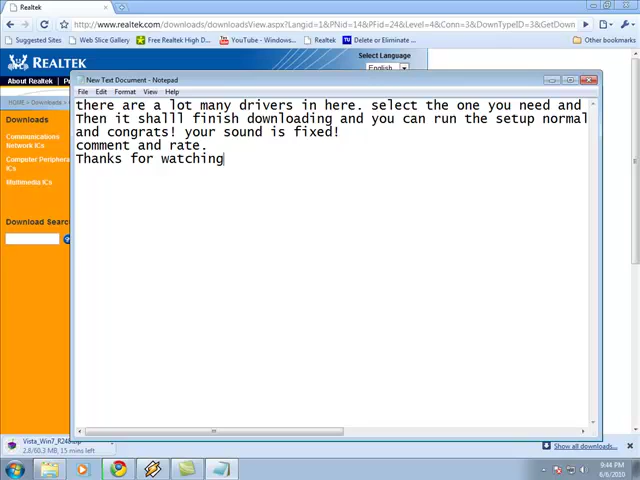 Realtek
http://www.realtek.com/downloads/downloadsView.aspx?Langid=1&PNid=14&PFid=24&Level=4&Conn=3&DownTypeID=3&GetDown
Suggested Sites Web Slice Gallery Free Realtek High D... YouTube - Windows... Realtek TU Delete or Eliminate ... Other bookmarks
REALTEK
Select Language
English
About Realtek
HOME > Downloads
Downloads
Communications
Network ICs
Computer Periphera
ICs
Multimedia ICs
Download Searc
New Text Document - Notepad
File Edit Format View Help
there are a lot many drivers in here. select the one you need and
Then it shalll finish downloading and you can run the setup normal
and congrats! your sound is fixed!
comment and rate.
Thanks for watching
2.8/60.3 MB, 15 mins left
Show all downloads...
9:44 PM
6/6/2010